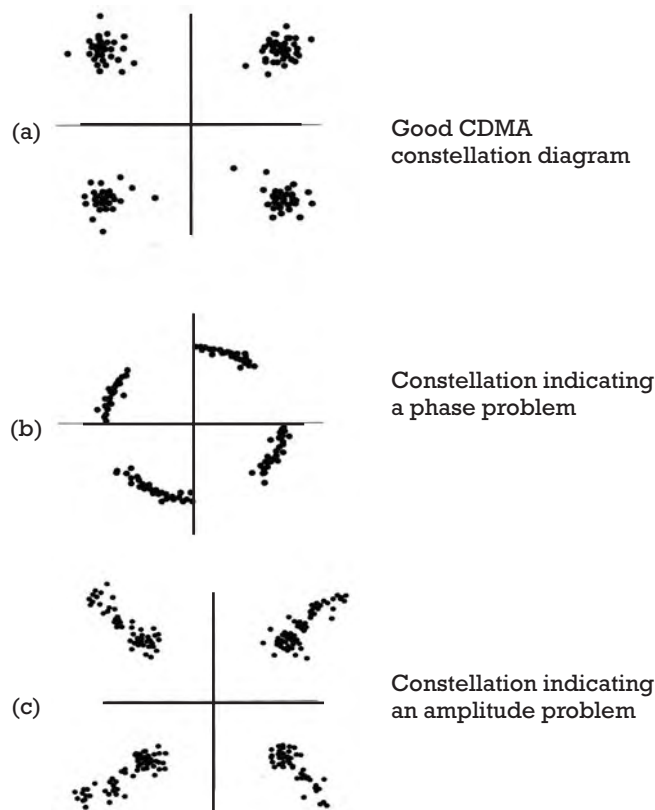 (a)
Good CDMA
constellation diagram
(b)
Constellation indicating
a phase problem
(c)
Constellation indicating
an amplitude problem